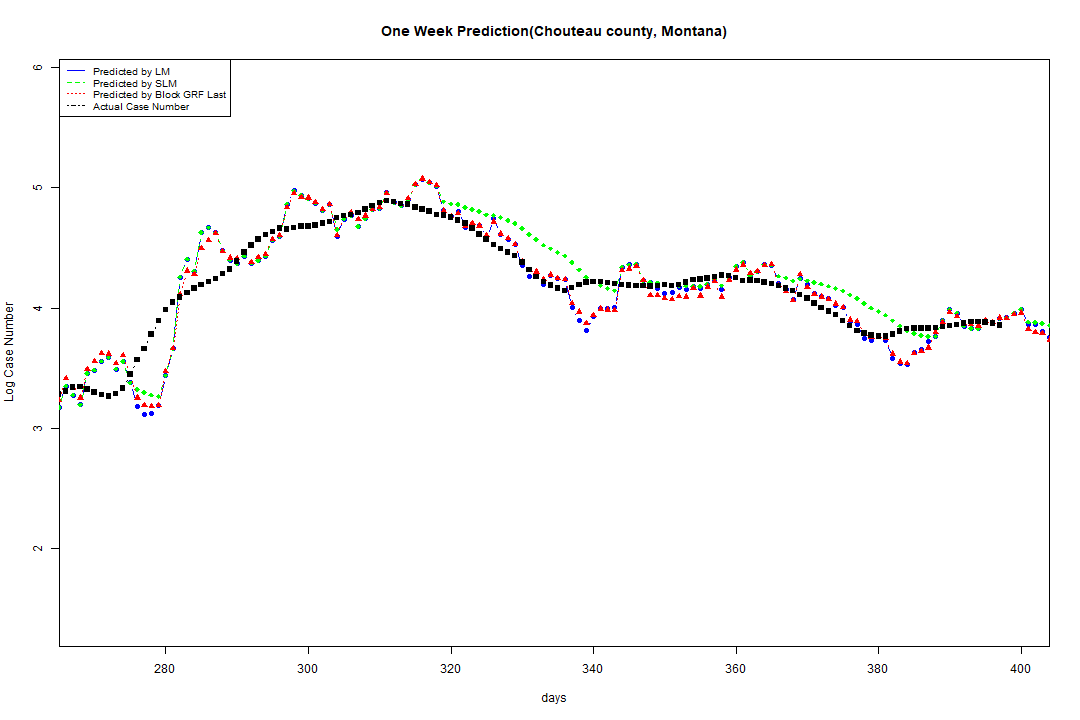 One Week Prediction(Chouteau county, Montana)
Predicted by LM
Predicted by SLM
Predicted by Block GRF Last
Actual Case Number
6
5
4
3
2
Log Case Number
280 300 320 340 360 380 400
days